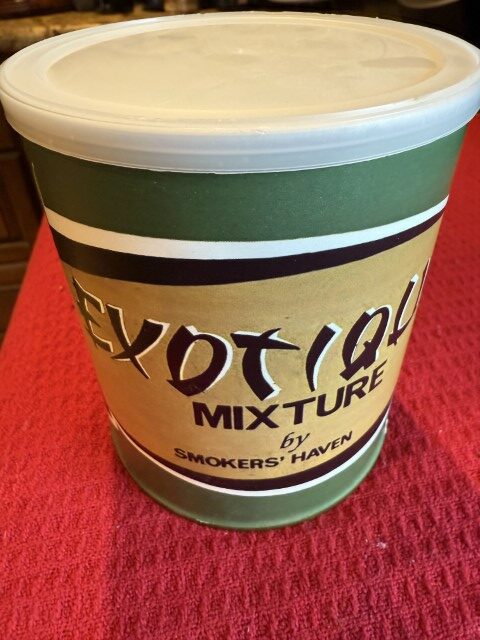 EXOTIQU
MIXTURE
by
SMOKERS' HAVEN